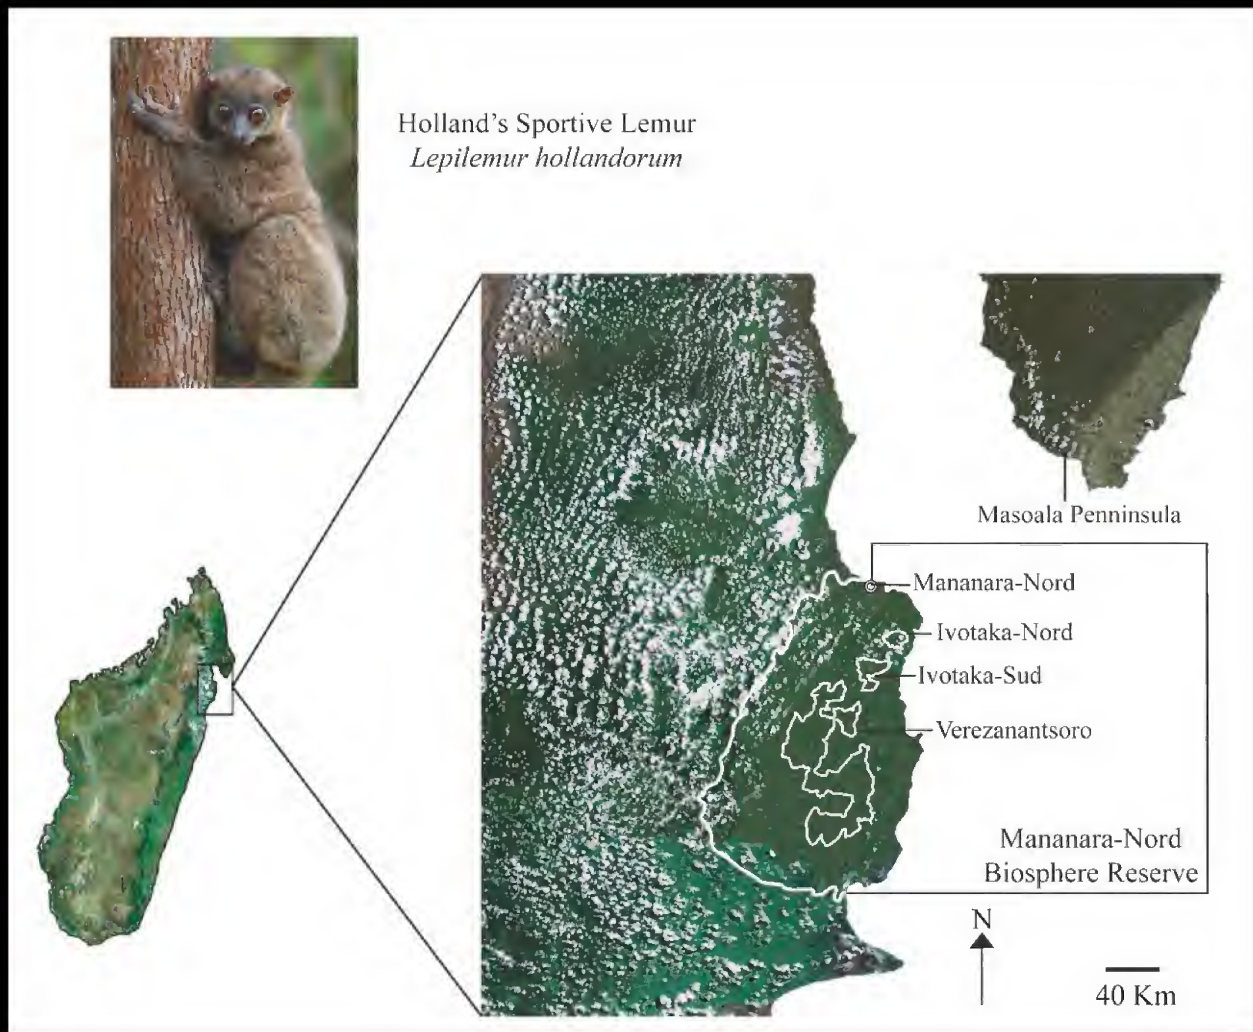 Holland's Sportive Lemur
Lepilemur hollandorum
Masoala Penninsula
Mananara-Nord
Ivotaka-Nord
Ivotaka-Sud
Verezanantsoro
Mananara-Nord
Biosphere Reserve
N
40 Km